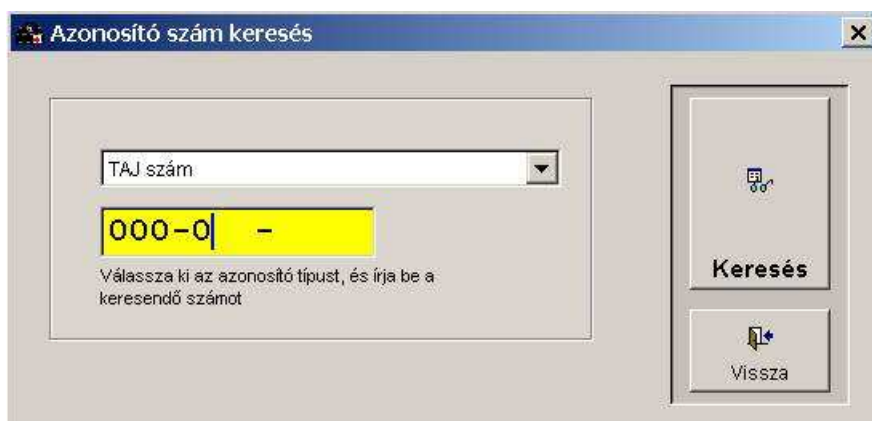 Azonosító szám keresés
TAJ szám
000-0  -
Válassza ki az azonosító típust, és írja be a
keresendő számot
Keresés
Vissza